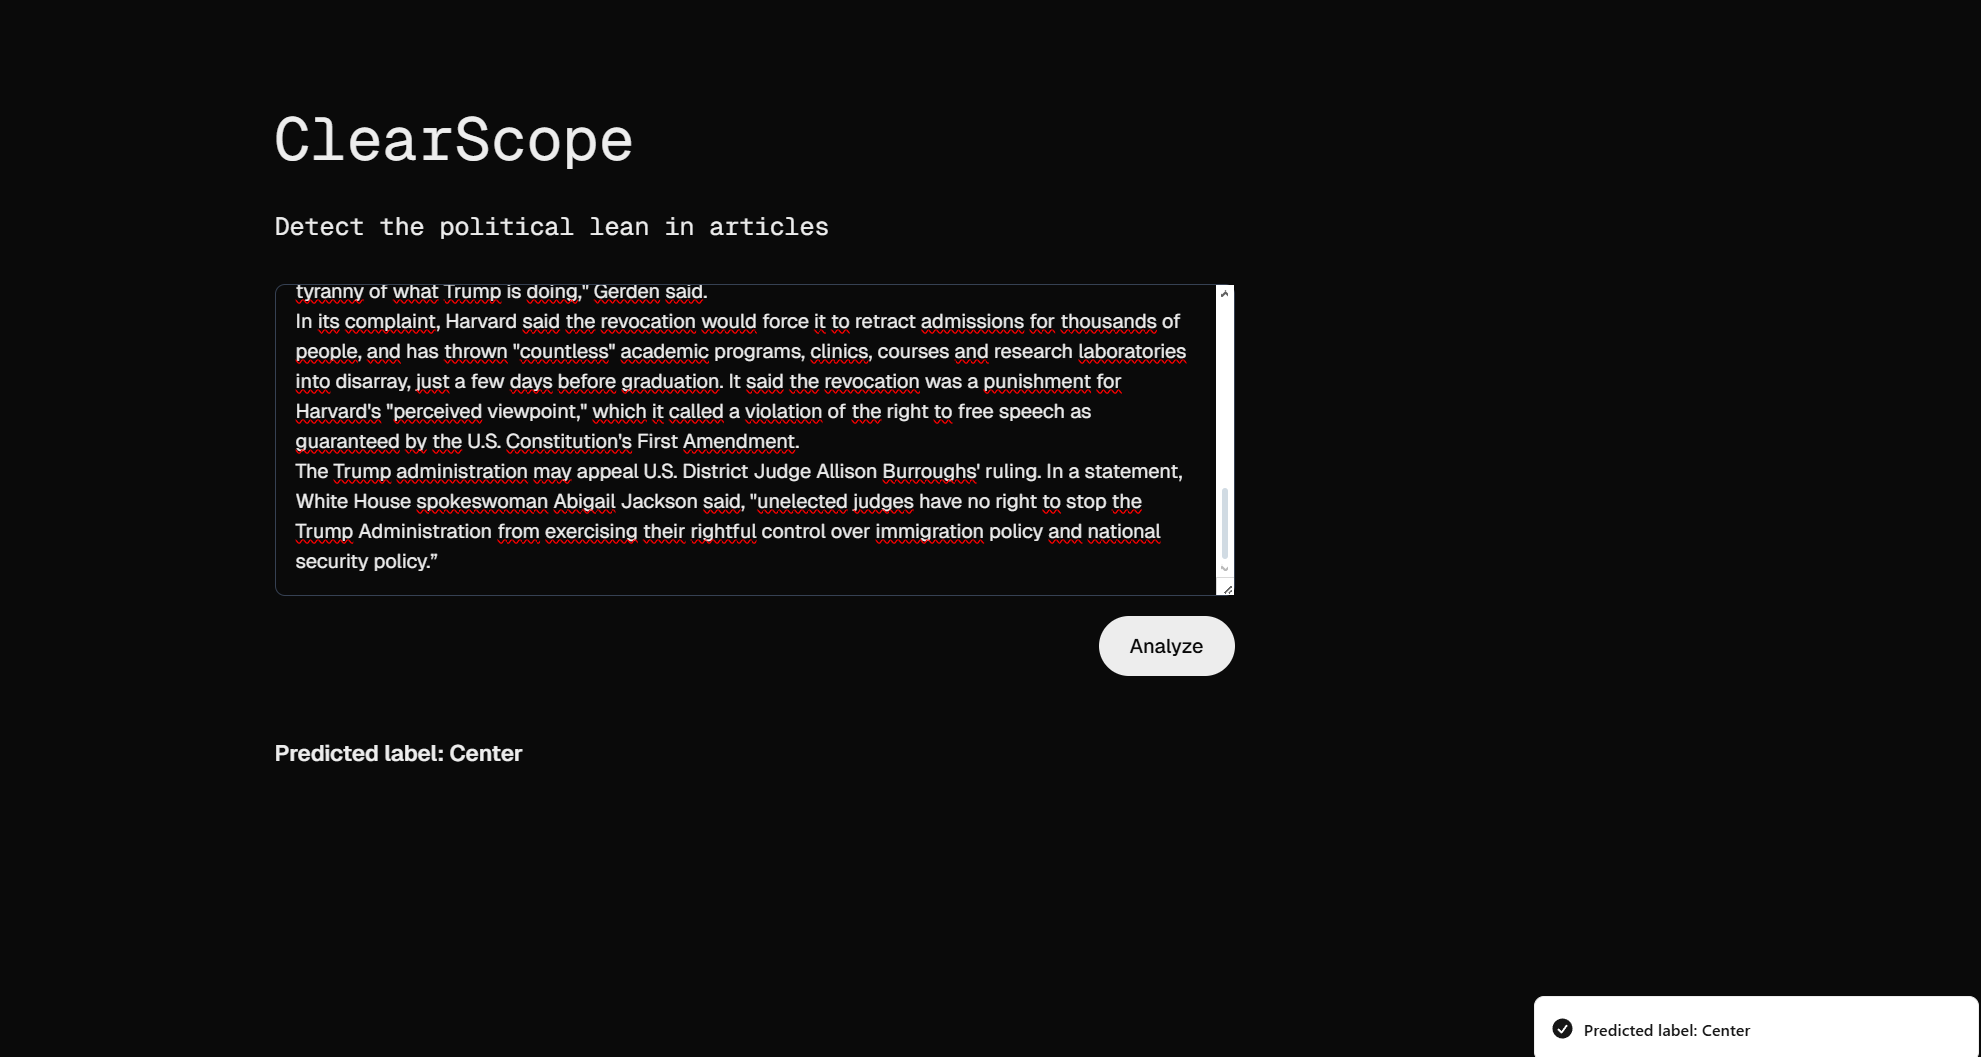 ClearScope
Detect the political lean in articles
tyranny of what Trump is doing," Gerden said.
In its complaint, Harvard said the revocation would force it to retract admissions for thousands of
people, and has thrown "countless" academic programs, clinics, courses and research laboratories
into disarray, just a few days before graduation. It said the revocation was a punishment for
Harvard's "perceived viewpoint," which it called a violation of the right to free speech as
guaranteed by the U.S. Constitution's First Amendment.
The Trump administration may appeal U.S. District Judge Allison Burroughs' ruling. In a statement,
White House spokeswoman Abigail Jackson said, "unelected judges have no right to stop the
Trump Administration from exercising their rightful control over immigration policy and national
security policy.”
Analyze
Predicted label: Center
Predicted label: Center